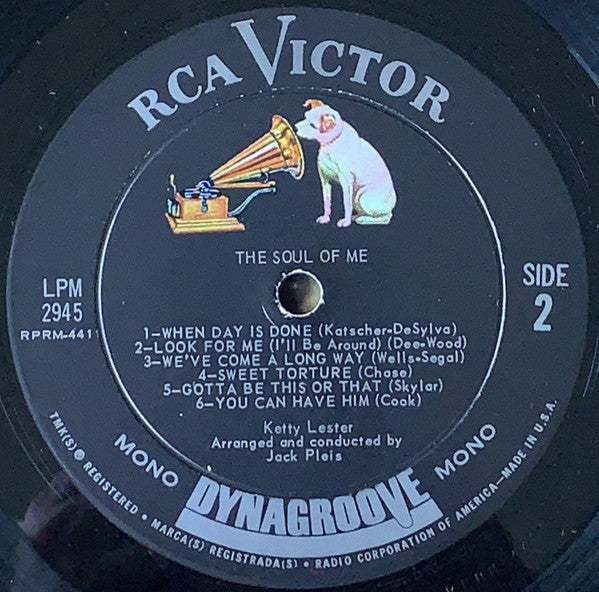 RCA VICTOR
THE SOUL OF ME
LPM
2945
RPRM-4411
SIDE
2
1—WHEN DAY IS DONE (Katscher-DeSylva)
2—LOOK FOR ME (I'll Be Around) (Dee-Wood)
3—WE'VE COME A LONG WAY (Wells-Segal)
4—SWEET TORTURE (Chase)
5—GOTTA BE THIS OR THAT (Skylar)
6—YOU CAN HAVE HIM (Cook)
Ketty Lester
Arranged and conducted by
Jack Pleis
MONO DYNAGROOVE MONO
TMK(S) ® REGISTERED • MARCA(S) REGISTRADA(S) • RADIO CORPORATION OF AMERICA—MADE IN U.S.A.